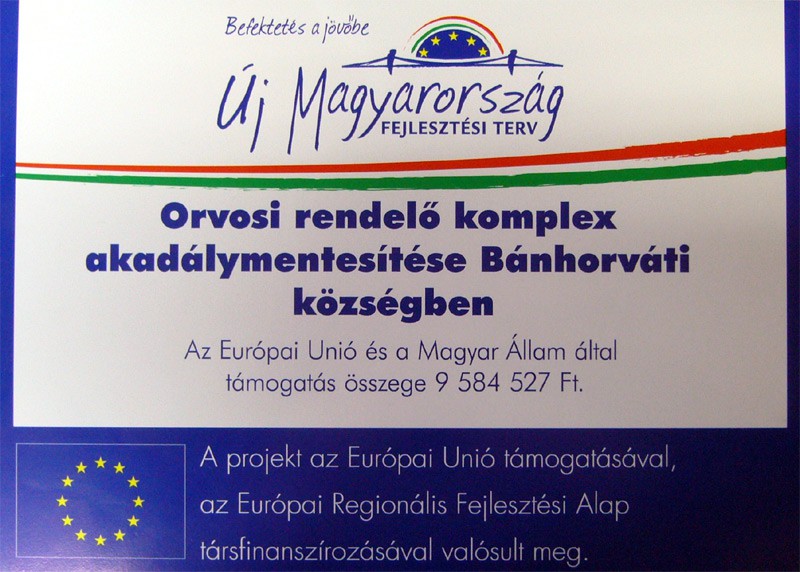 Befektetés a jövőbe
Új Magyarország
FEJLESZTÉSI TERV
Orvosi rendelő komplex
akadálymentesítése Bánhorváti
községben
Az Európai Unió és a Magyar Állam által
támogatás összege 9 584 527 Ft.
A projekt az Európai Unió támogatásával,
az Európai Regionális Fejlesztési Alap
társfinanszírozásával valósult meg.